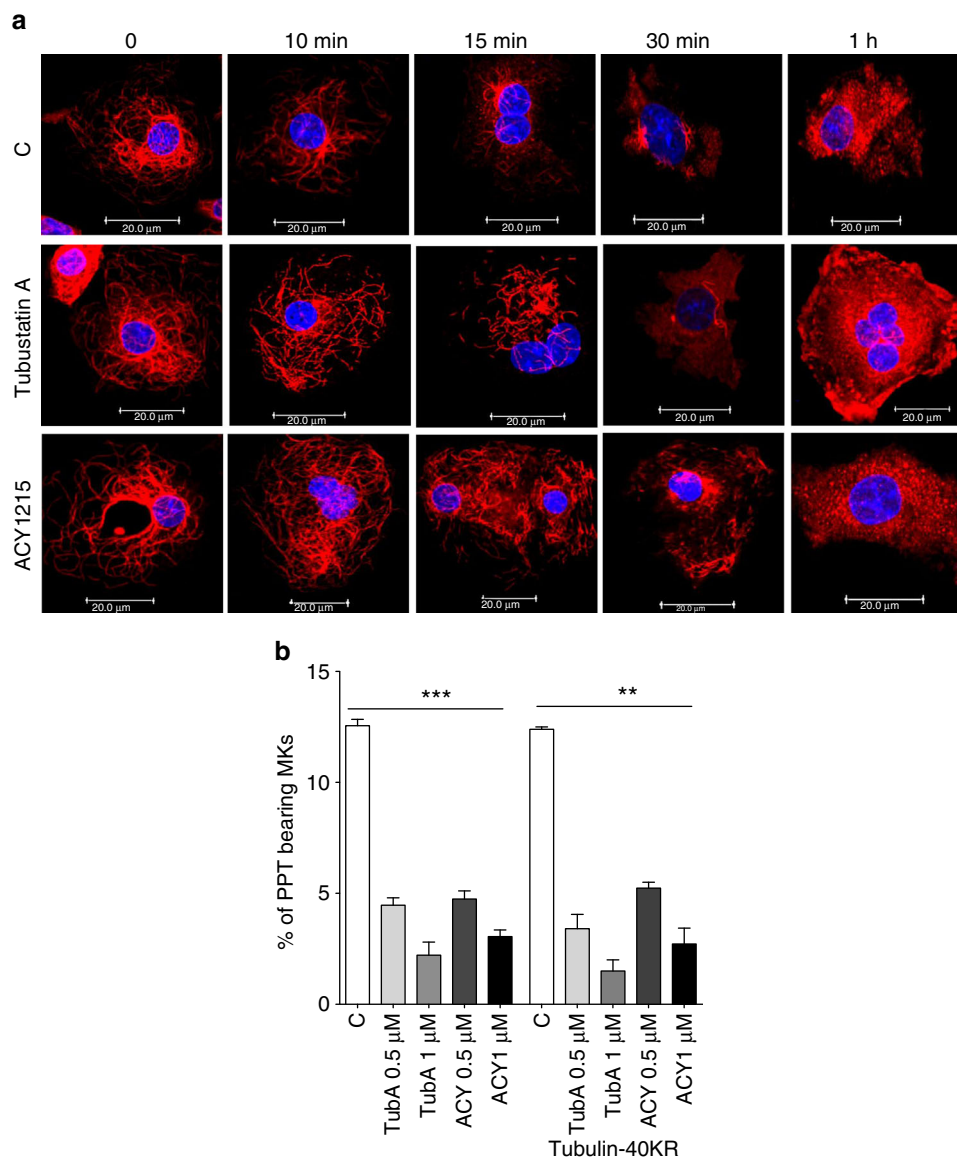 a
0 10 min 15 min 30 min 1 h
C
20.0 µm 20.0 µm 20.0 µm 20.0 µm 20.0 µm
Tubustatin A
20.0 µm 20.0 µm 20.0 µm 20.0 µm 20.0 µm
ACY1215
20.0 µm 20.0 µm 20.0 µm 20.0 µm 20.0 µm
b
% of PPT bearing MKs
15
10
5
0
*** **
C TubA 0.5 µM TubA 1 µM ACY 0.5 µM ACY1 µM C TubA 0.5 µM TubA 1 µM ACY 0.5 µM ACY1 µM
Tubulin-40KR